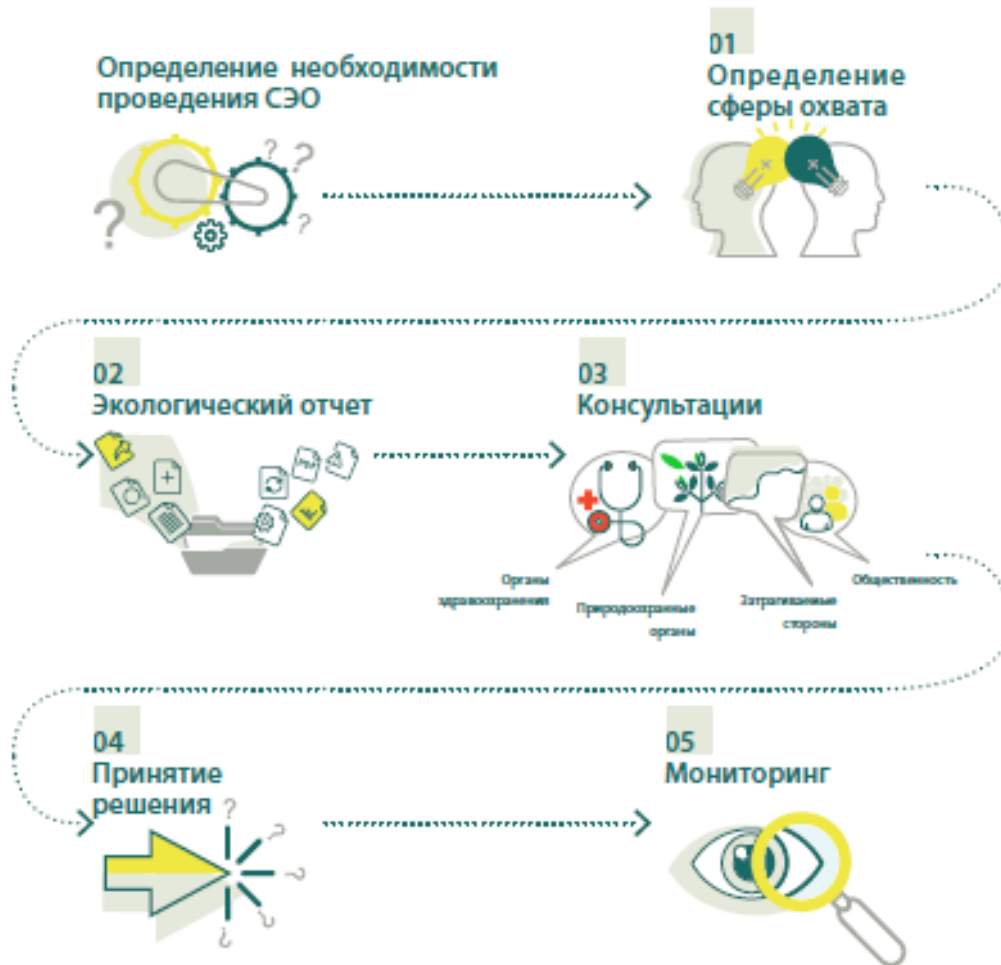 Определение необходимости
проведения СЭО
01
Определение
сферы охвата
02
Экологический отчет
03
Консультации
Органы
здравоохранения
Природоохранные
органы
Затрагиваемые
стороны
Общественность
04
Принятие
решения
05
Мониторинг